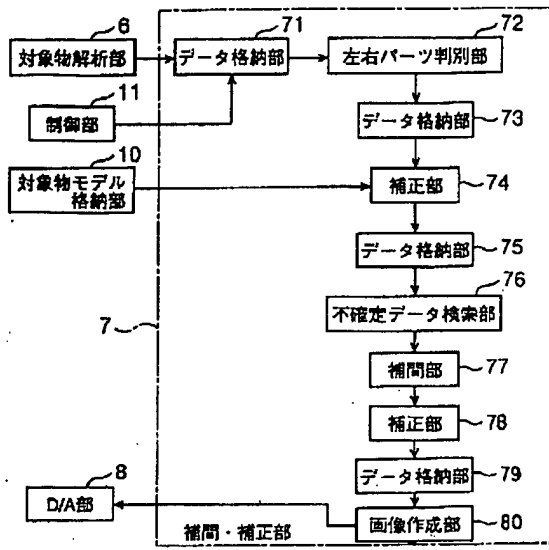 6
対象物解析部
11
制御部
10
対象物モデル
格納部
71
データ格納部
72
左右パーツ判別部
データ格納部
73
補正部
74
データ格納部
75
76
不確定データ検索部
7
補間部
77
補正部
78
データ格納部
79
8
D/A部
画像作成部
80
補間・補正部